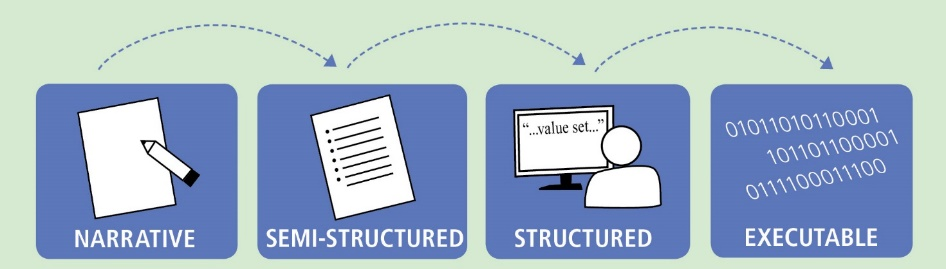 NARRATIVE
SEMI-STRUCTURED
“...value set...”
STRUCTURED
01011010110001
101101100001
0111100011100
EXECUTABLE